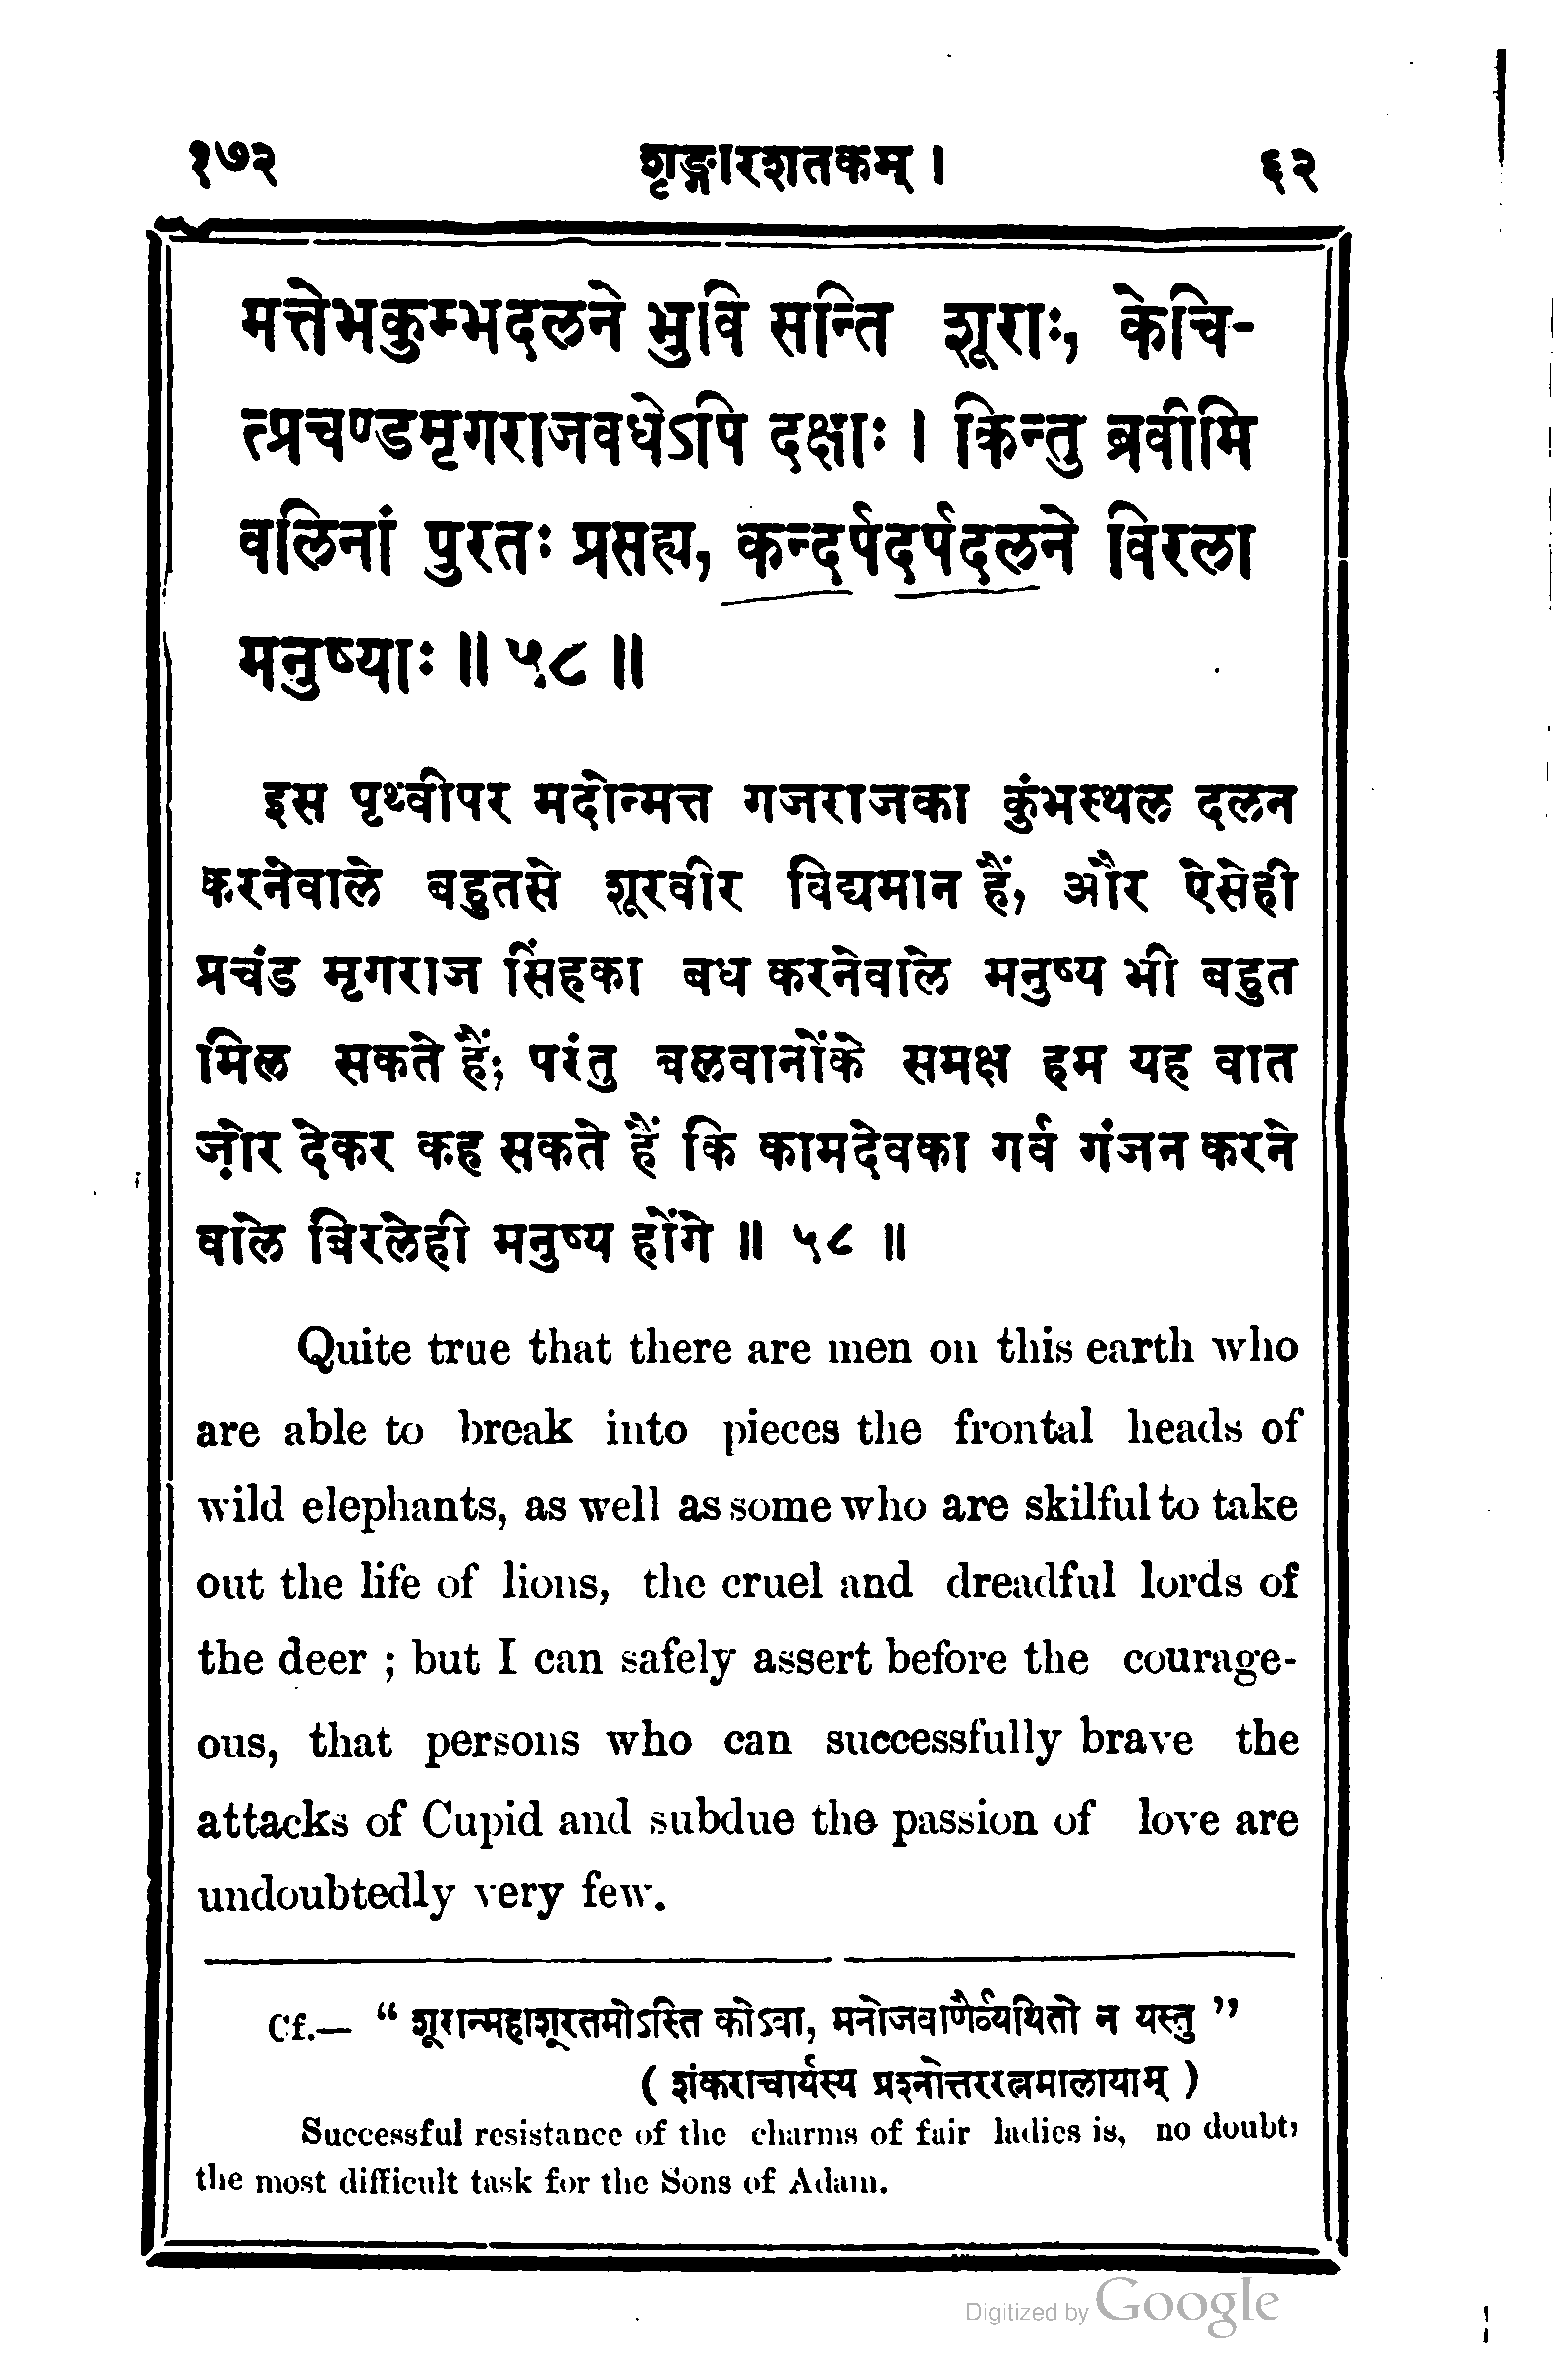 १७२ शृङ्गारशतकम् । ६२
मत्तेभकुम्भदलने भुवि सन्ति शूराः, केचि-
त्प्रचण्डमृगराजवधेऽपि दक्षाः । किन्तु ब्रवीमि
वलिनां पुरतः प्रसह्य, कन्दर्पदर्पदलने विरला
मनुष्याः ॥ ५८ ॥
इस पृथ्वीपर मदोन्मत्त गजराजका कुंभस्थल दलन
करनेवाले बहुतसे शूरवीर विद्यमान हैं, और ऐसेही
प्रचंड मृगराज सिंहका बध करनेवाले मनुष्य भी बहुत
मिल सकते हैं; परंतु बलवानोंके समक्ष हम यह वात
ज़ोर देकर कह सकते हैं कि कामदेवका गर्व गंजन करने
वाले बिरलेही मनुष्य होंगे ॥ ५८ ॥
Quite true that there are men on this earth who
are able to break into pieces the frontal heads of
wild elephants, as well as some who are skilful to take
out the life of lions, the cruel and dreadful lords of
the deer ; but I can safely assert before the courage-
ous, that persons who can successfully brave the
attacks of Cupid and subdue the passion of love are
undoubtedly very few.
Cf.— “ शूरान्महाशूरतमोऽस्ति कोऽवा, मनोजवाणैर्व्यथितो न यस्तु ”
( शंकराचार्यस्य प्रश्नोत्तररत्नमालायाम् )
Successful resistance of the charms of fair ladies is, no doubt,
the most difficult task for the Sons of Adam.
Digitized by Google